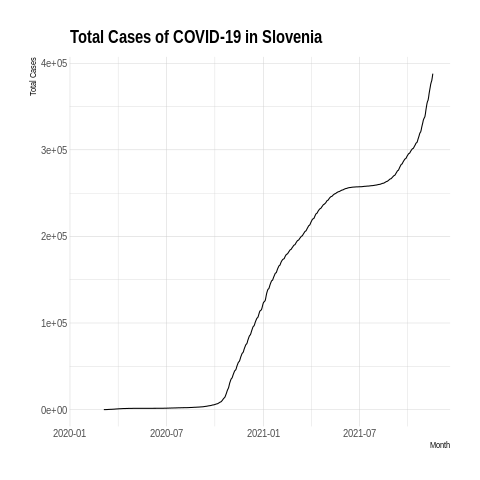 Total Cases of COVID-19 in Slovenia
Total Cases
4e+05
3e+05
2e+05
1e+05
0e+00
2020-01 2020-07 2021-01 2021-07
Month